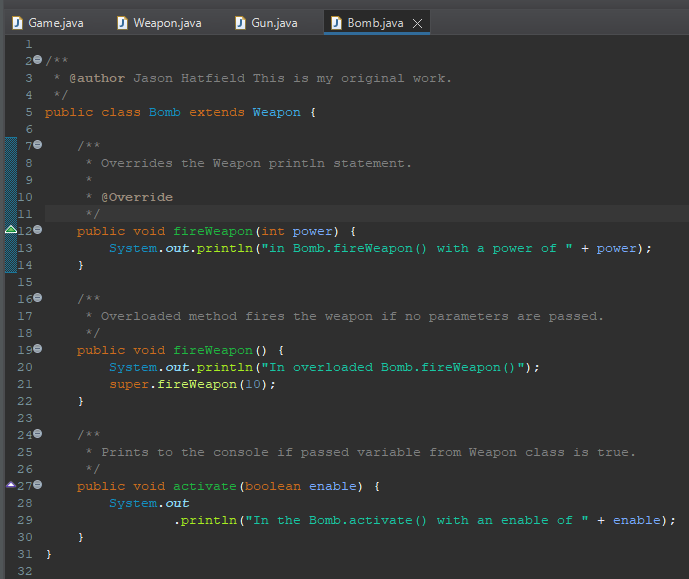 Game.java Weapon.java Gun.java Bomb.java
1
2 /**
3  * @author Jason Hatfield This is my original work.
4  */
5 public class Bomb extends Weapon {
6
7     /**
8      * Overrides the Weapon println statement.
9      *
10      * @Override
11      */
12     public void fireWeapon(int power) {
13         System.out.println("in Bomb.fireWeapon() with a power of " + power);
14     }
15
16     /**
17      * Overloaded method fires the weapon if no parameters are passed.
18      */
19     public void fireWeapon() {
20         System.out.println("In overloaded Bomb.fireWeapon()");
21         super.fireWeapon(10);
22     }
23
24     /**
25      * Prints to the console if passed variable from Weapon class is true.
26      */
27     public void activate(boolean enable) {
28         System.out
29                 .println("In the Bomb.activate() with an enable of " + enable);
30     }
31 }
32